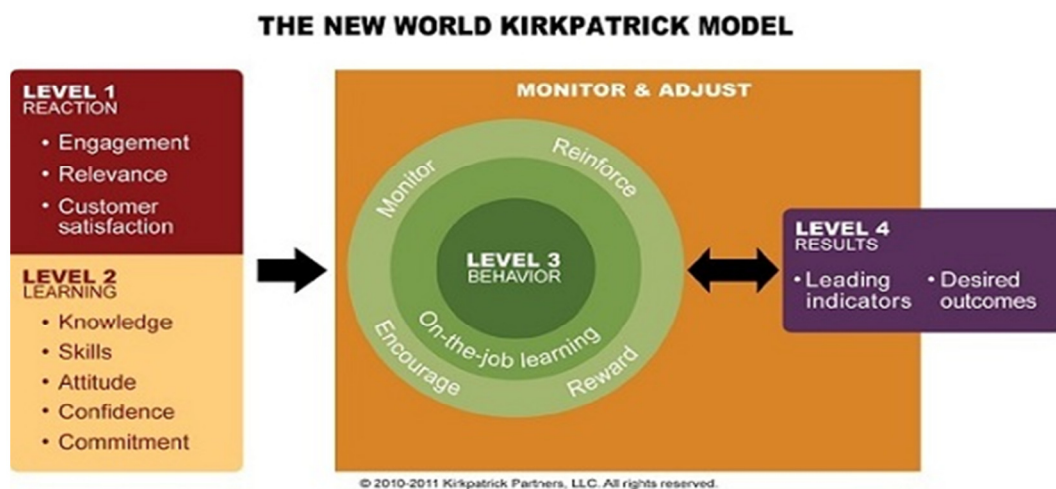 THE NEW WORLD KIRKPATRICK MODEL
LEVEL 1
REACTION
• Engagement
• Relevance
• Customer
satisfaction
LEVEL 2
LEARNING
• Knowledge
• Skills
• Attitude
• Confidence
• Commitment
MONITOR & ADJUST
Monitor
Reinforce
LEVEL 3
BEHAVIOR
On-the-job learning
Encourage
Reward
LEVEL 4
RESULTS
• Leading
indicators
• Desired
outcomes
© 2010-2011 Kirkpatrick Partners, LLC. All rights reserved.